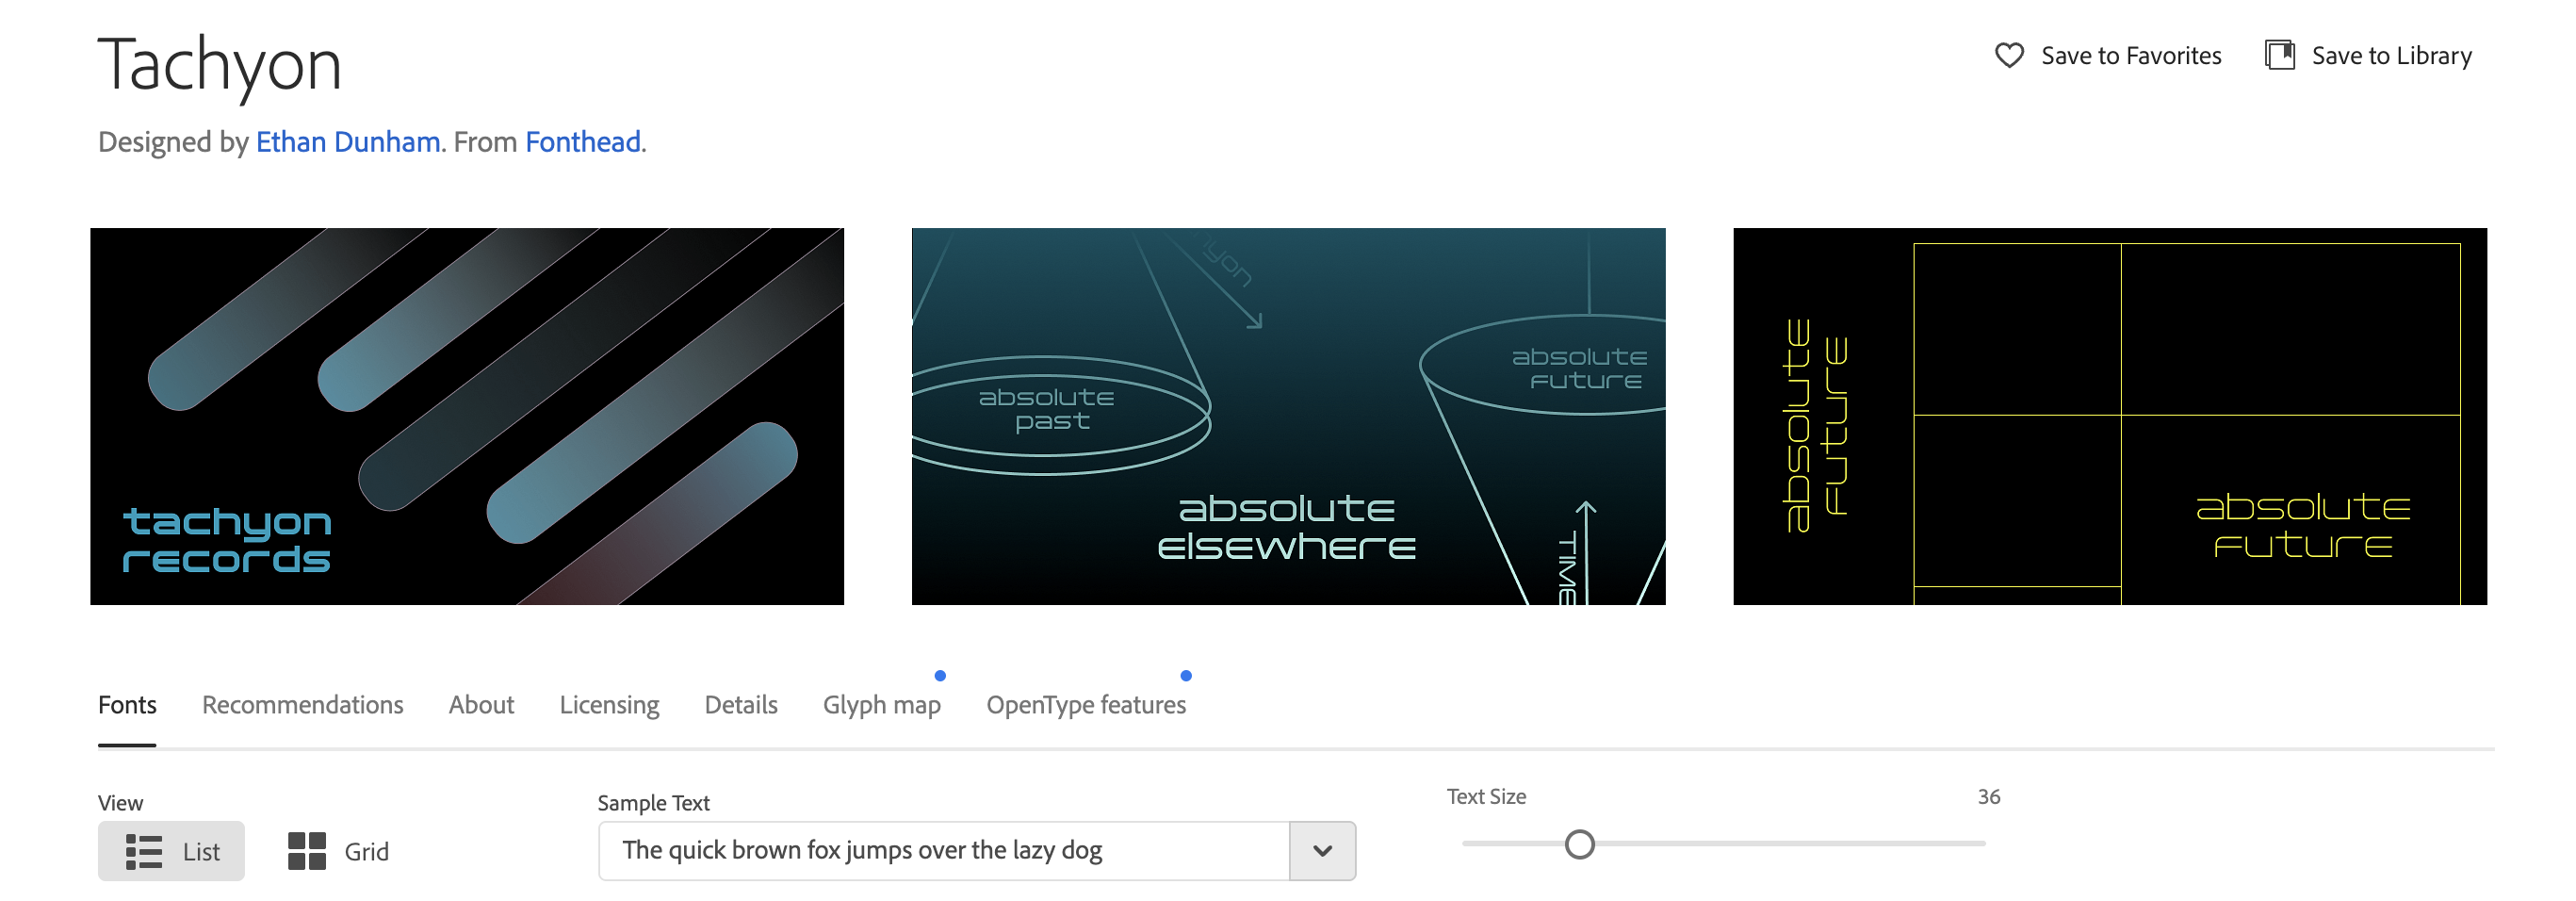 Tachyon
Save to Favorites
Save to Library
Designed by Ethan Dunham. From Fonthead.
tachyon
records
absolute
past
absolute
future
absolute
elsewhere
TIME
absolute
future
absolute
future
Fonts
Recommendations
About
Licensing
Details
Glyph map
OpenType features
View
Sample Text
Text Size
36
List
Grid
The quick brown fox jumps over the lazy dog